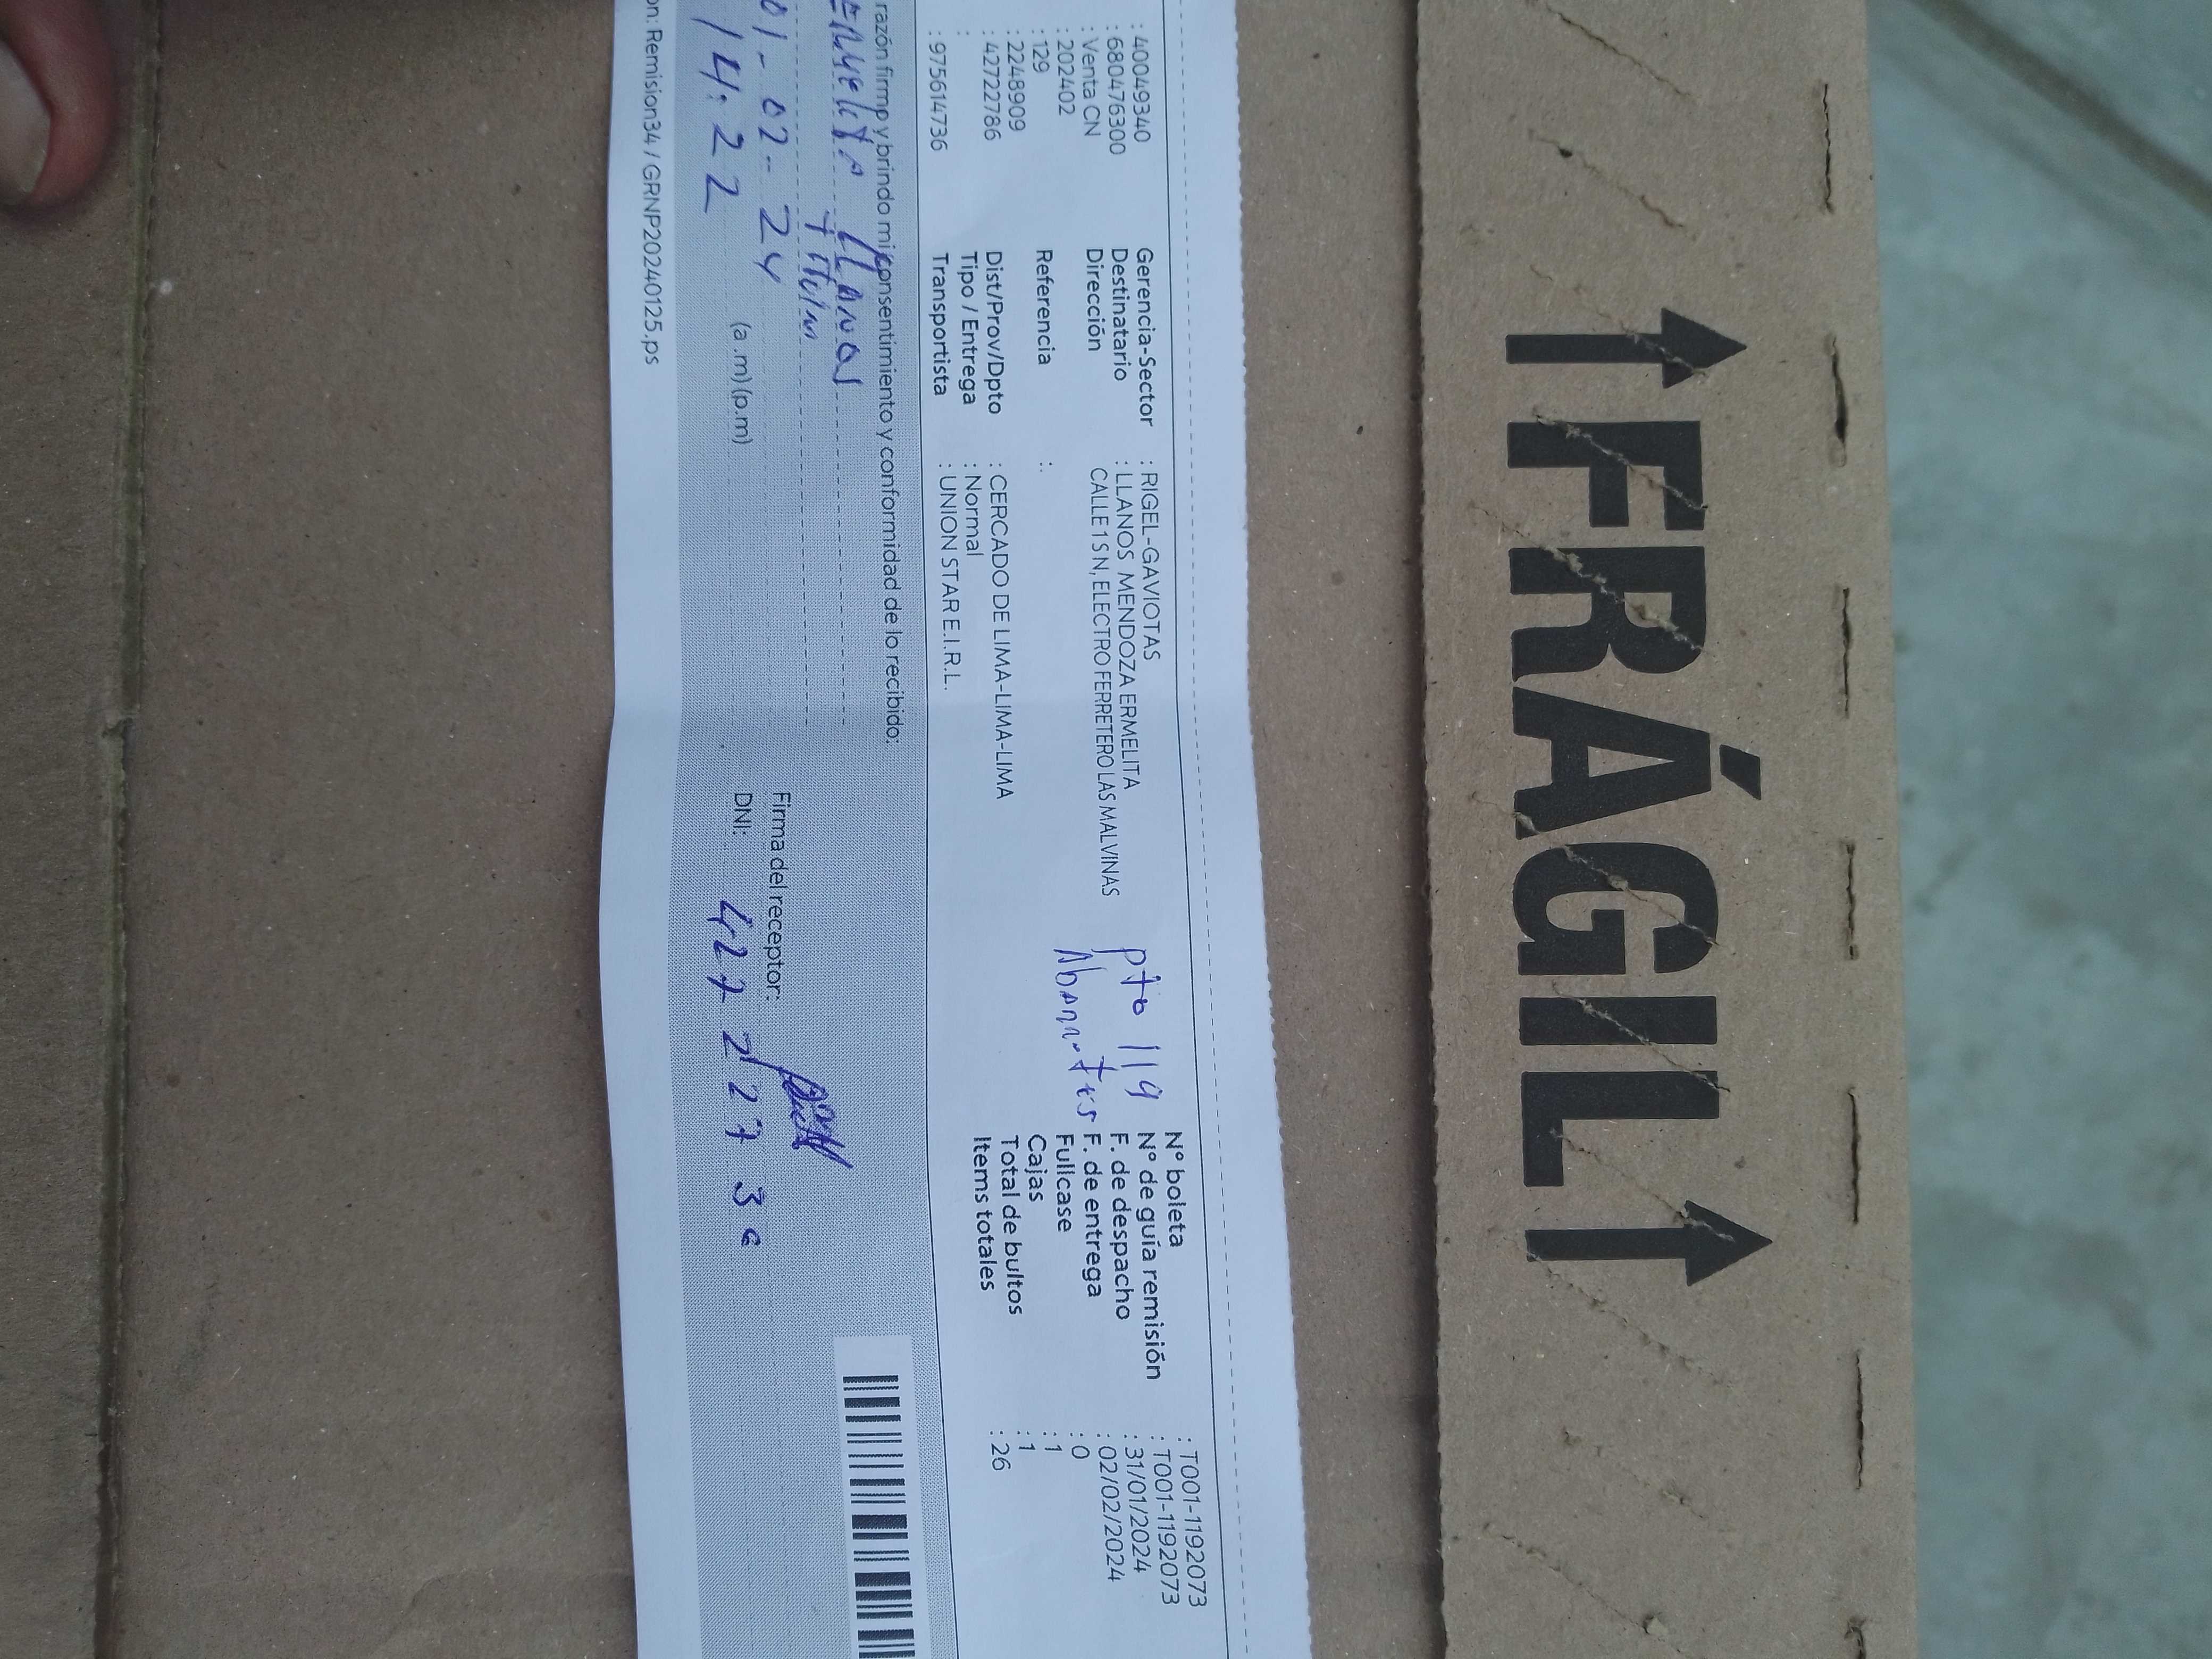 FRÁGIL
: 40049340
: 680476300
: Venta CN
: 202402
: 129
: 2248909
: 42722786
:
: 975614736
Gerencia-Sector : RIGEL-GAVIOTAS
Destinatario : LLANOS MENDOZA ERMELITA
Dirección CALLE 1 S N, ELECTRO FERRETERO LAS MALVINAS
Referencia :.
Dist/Prov/Dpto : CERCADO DE LIMA-LIMA-LIMA
Tipo / Entrega : Normal
Transportista : UNION STAR E.I.R.L.
pto 119
N° boleta : T001-1192073
N° de guía remisión : T001-1192073
F. de despacho : 31/01/2024
F. de entrega : 02/02/2024
Fullcase : 0
Cajas : 1
Total de bultos : 1
Items totales : 26
razón firmo y brindo mi consentimiento y conformidad de lo recibido:
LLANOS
01-02-24
14:22 (a.m) (p.m)
Firma del receptor:
DNI:
on: Remision34 / GRNP20240125.ps